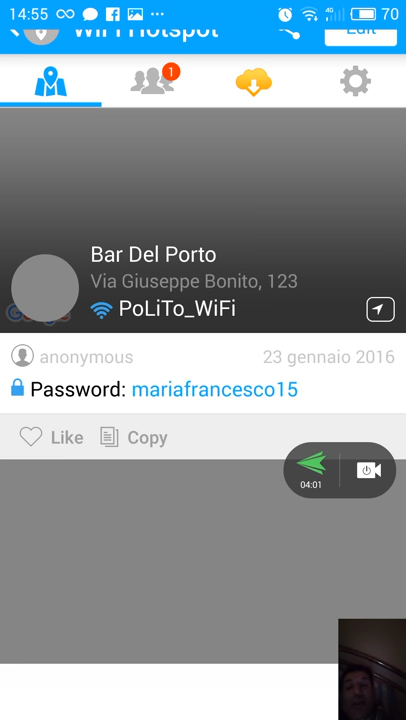 14:55
70
WiFi Hotspot
Edit
1
Bar Del Porto
Via Giuseppe Bonito, 123
PoLiTo_WiFi
Google
anonymous
23 gennaio 2016
Password: mariafrancesco15
Like
Copy
04:01